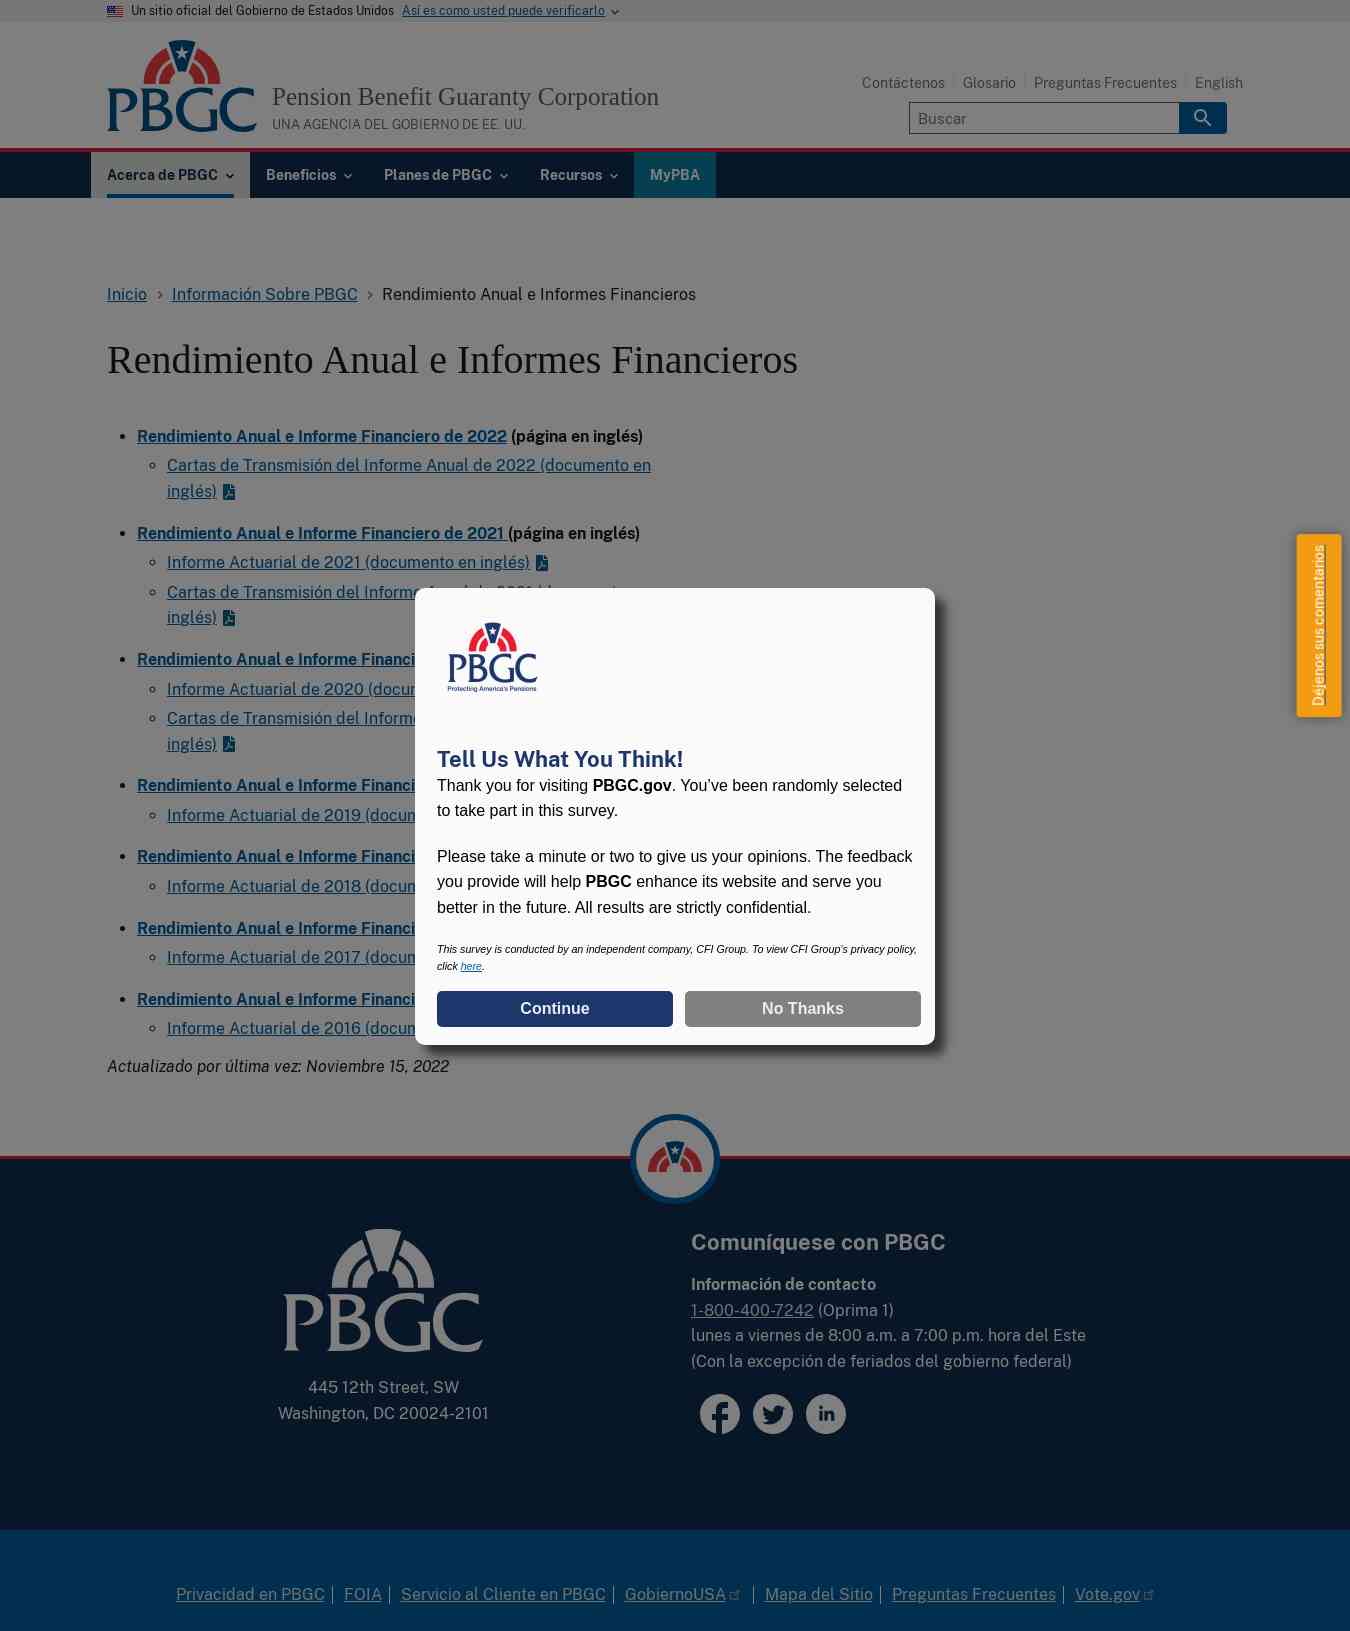 Un sitio oficial del Gobierno de Estados Unidos Así es como usted puede verificarlo
PBGC
Pension Benefit Guaranty Corporation
UNA AGENCIA DEL GOBIERNO DE EE. UU.
Contáctenos Glosario Preguntas Frecuentes English
Buscar
Acerca de PBGC Beneficios Planes de PBGC Recursos MyPBA
Inicio Información Sobre PBGC Rendimiento Anual e Informes Financieros
Rendimiento Anual e Informes Financieros
Rendimiento Anual e Informe Financiero de 2022 (página en inglés)
Cartas de Transmisión del Informe Anual de 2022 (documento en
inglés)
Rendimiento Anual e Informe Financiero de 2021 (página en inglés)
Informe Actuarial de 2021 (documento en inglés)
Cartas de Transmisión del Informe
inglés)
Rendimiento Anual e Informe Financi
Informe Actuarial de 2020 (docum
Cartas de Transmisión del Informe
inglés)
Rendimiento Anual e Informe Financi
Informe Actuarial de 2019 (docum
Rendimiento Anual e Informe Financi
Informe Actuarial de 2018 (docum
Rendimiento Anual e Informe Financi
Informe Actuarial de 2017 (docum
Rendimiento Anual e Informe Financi
Informe Actuarial de 2016 (docum
Actualizado por última vez: Noviembre 15, 2022
Déjenos sus comentarios
PBGC
Protecting America's Pensions
Tell Us What You Think!
Thank you for visiting PBGC.gov. You’ve been randomly selected
to take part in this survey.
Please take a minute or two to give us your opinions. The feedback
you provide will help PBGC enhance its website and serve you
better in the future. All results are strictly confidential.
This survey is conducted by an independent company, CFI Group. To view CFI Group's privacy policy,
click here.
Continue No Thanks
PBGC
445 12th Street, SW
Washington, DC 20024-2101
Comuníquese con PBGC
Información de contacto
1-800-400-7242 (Oprima 1)
lunes a viernes de 8:00 a.m. a 7:00 p.m. hora del Este
(Con la excepción de feriados del gobierno federal)
in
Privacidad en PBGC FOIA Servicio al Cliente en PBGC GobiernoUSA Mapa del Sitio Preguntas Frecuentes Vote.gov